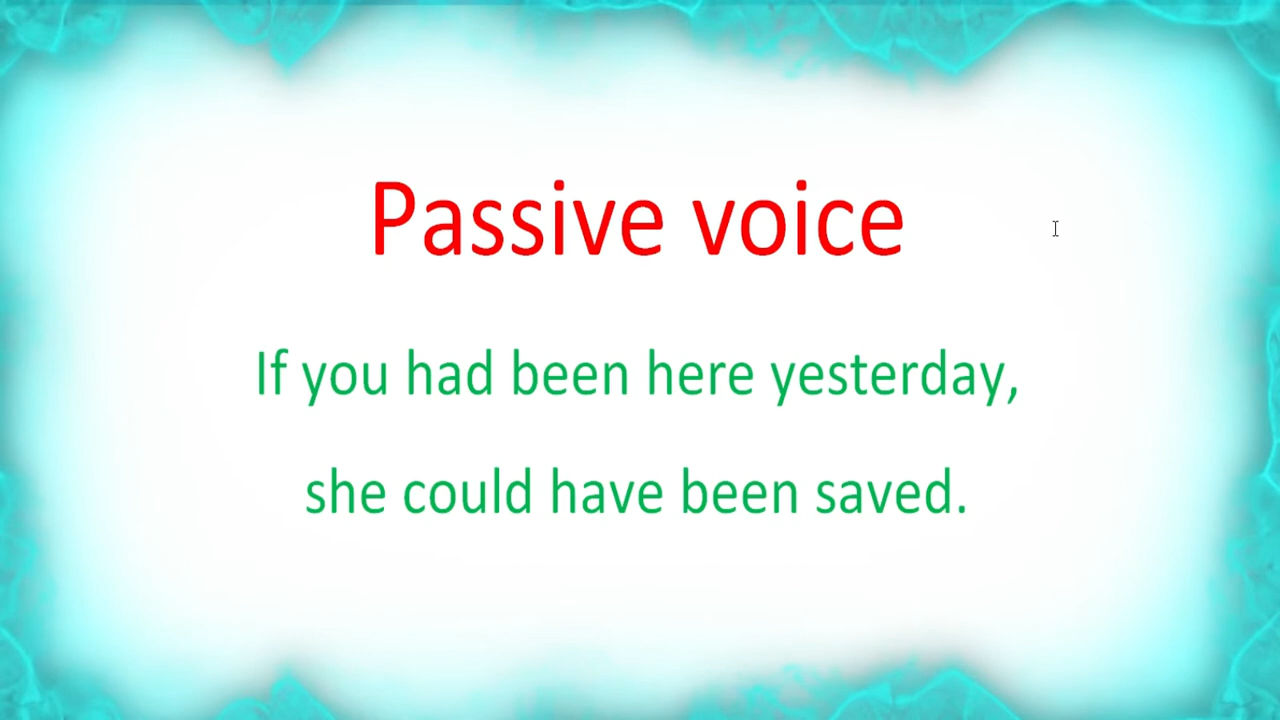 Passive voice
If you had been here yesterday,
she could have been saved.